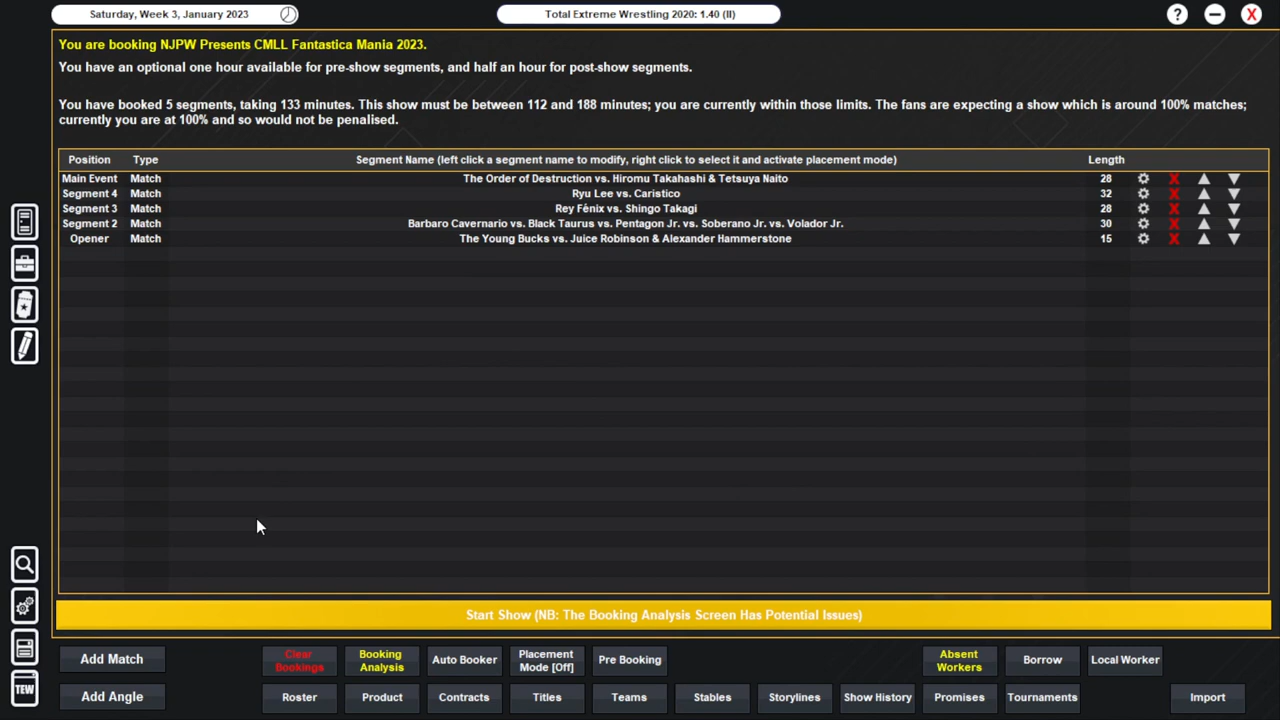 Saturday, Week 3, January 2023
Total Extreme Wrestling 2020: 1.40 (II)
?
X
You are booking NJPW Presents CMLL Fantastica Mania 2023.
You have an optional one hour available for pre-show segments, and half an hour for post-show segments.
You have booked 5 segments, taking 133 minutes. This show must be between 112 and 188 minutes; you are currently within those limits. The fans are expecting a show which is around 100% matches;
currently you are at 100% and so would not be penalised.
Position Type Segment Name (left click a segment name to modify, right click to select it and activate placement mode) Length
Main Event Match The Order of Destruction vs. Hiromu Takahashi & Tetsuya Naito 28 X
Segment 4 Match Ryu Lee vs. Caristico 32 X
Segment 3 Match Rey Fénix vs. Shingo Takagi 28 X
Segment 2 Match Barbaro Cavernario vs. Black Taurus vs. Pentagon Jr. vs. Soberano Jr. vs. Volador Jr. 30 X
Opener Match The Young Bucks vs. Juice Robinson & Alexander Hammerstone 15 X
Start Show (NB: The Booking Analysis Screen Has Potential Issues)
Add Match
Clear Bookings
Booking Analysis
Auto Booker
Placement Mode [Off]
Pre Booking
Absent Workers
Borrow
Local Worker
TEW
Add Angle
Roster
Product
Contracts
Titles
Teams
Stables
Storylines
Show History
Promises
Tournaments
Import